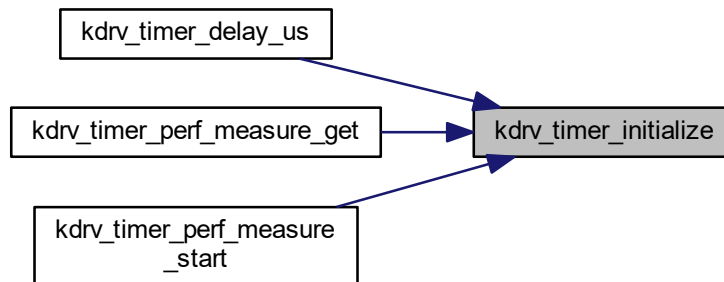 kdrv_timer_delay_us
kdrv_timer_perf_measure_get
kdrv_timer_initialize
kdrv_timer_perf_measure
_start